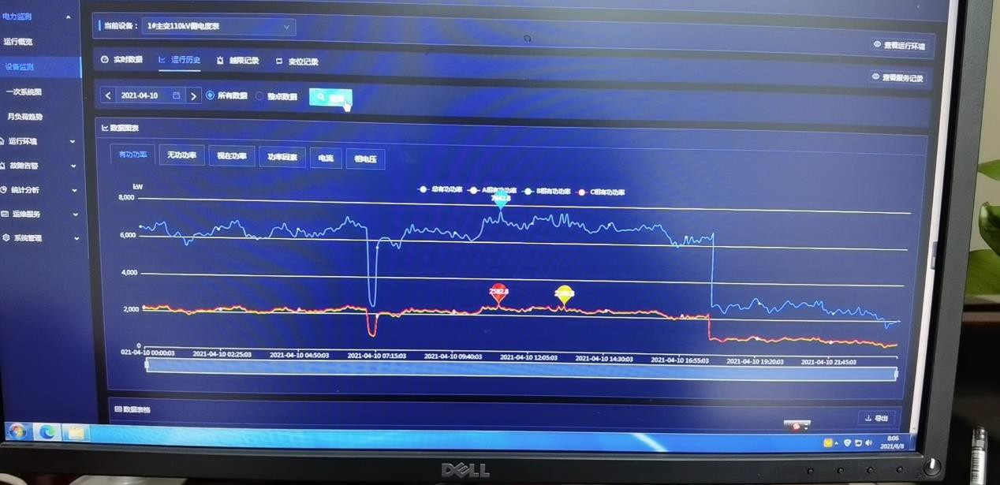 电力监测
当前设备： 1#主变110kV侧电度表
运行概览
查看运行环境
设备监测
实时数据 运行历史 越限记录 变位记录
查看服务记录
一次系统图
2021-04-10 所有数据 整点数据
月负荷趋势
数据图表
运行环境
有功功率 无功功率 视在功率 功率因素 电流 相电压
故障告警
统计分析
kW
总有功功率 A相有功功率 B相有功功率 C相有功功率
8,000
运维服务
6,000
系统管理
4,000
2582.8
2,000
0
021-04-10 00:00:03 2021-04-10 02:25:03 2021-04-10 04:50:03 2021-04-10 07:15:03 2021-04-10 09:40:03 2021-04-10 12:05:03 2021-04-10 14:30:03 2021-04-10 16:55:03 2021-04-10 19:20:03 2021-04-10 21:45:03
数据表格
导出
8:06
2021/6/8
DELL